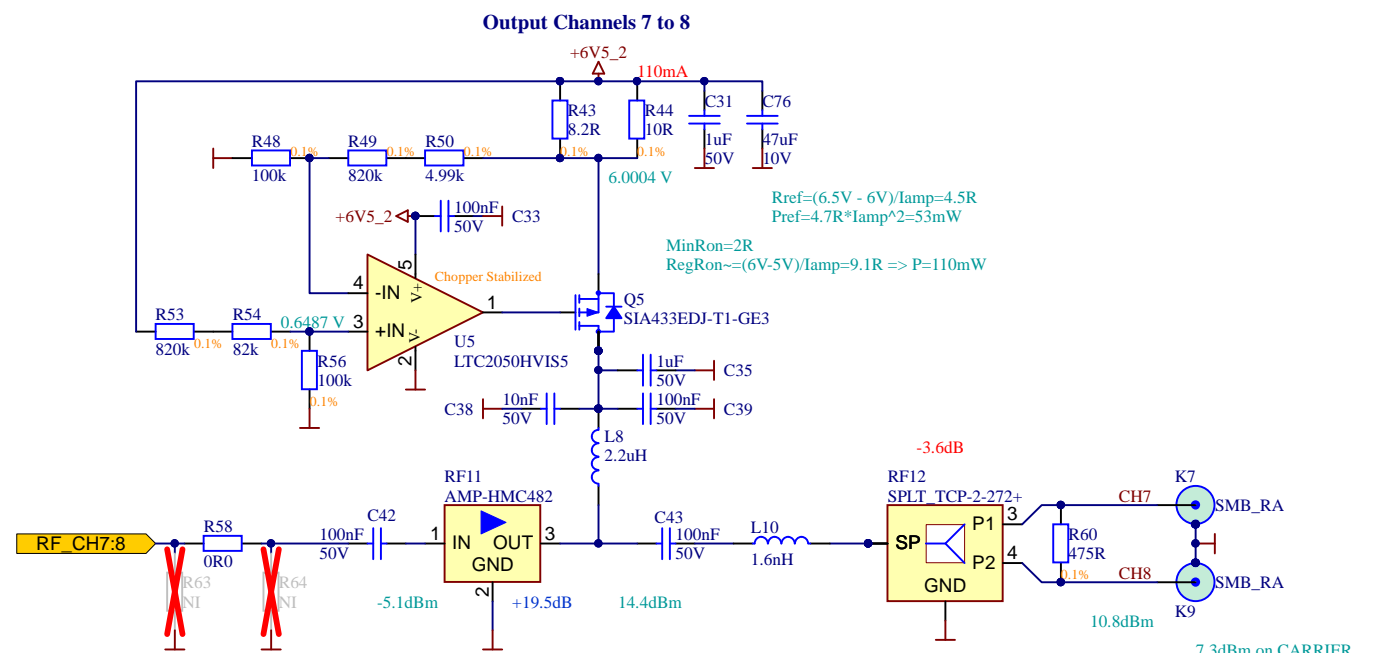 Output Channels 7 to 8
+6V5_2
110mA
R43
8.2R
0.1%
R44
10R
0.1%
C31
1uF
50V
C76
47uF
10V
R48
0.1%
100k
R49
0.1%
820k
R50
0.1%
4.99k
6.0004 V
Rref=(6.5V - 6V)/Iamp=4.5R
Pref=4.7R*Iamp^2=53mW
+6V5_2
100nF
50V
C33
MinRon=2R
RegRon~=(6V-5V)/Iamp=9.1R => P=110mW
Chopper Stabilized
5
V+
4
-IN
3
+IN
V-
2
1
U5
LTC2050HVIS5
Q5
SIA433EDJ-T1-GE3
R53
0.1%
820k
R54
0.1%
82k
0.6487 V
R56
100k
0.1%
1uF
50V
C35
C38
10nF
50V
100nF
50V
C39
L8
2.2uH
-3.6dB
RF11
AMP-HMC482
RF12
SPLT_TCP-2-272+
K7
SMB_RA
RF_CH7:8
R58
0R0
R63
NI
R64
NI
C42
100nF
50V
1
IN
OUT
3
GND
2
C43
100nF
50V
L10
1.6nH
SP
P1
3
P2
4
GND
CH7
R60
475R
0.1%
CH8
SMB_RA
K9
-5.1dBm
+19.5dB
14.4dBm
10.8dBm
7.3dBm on CARRIER